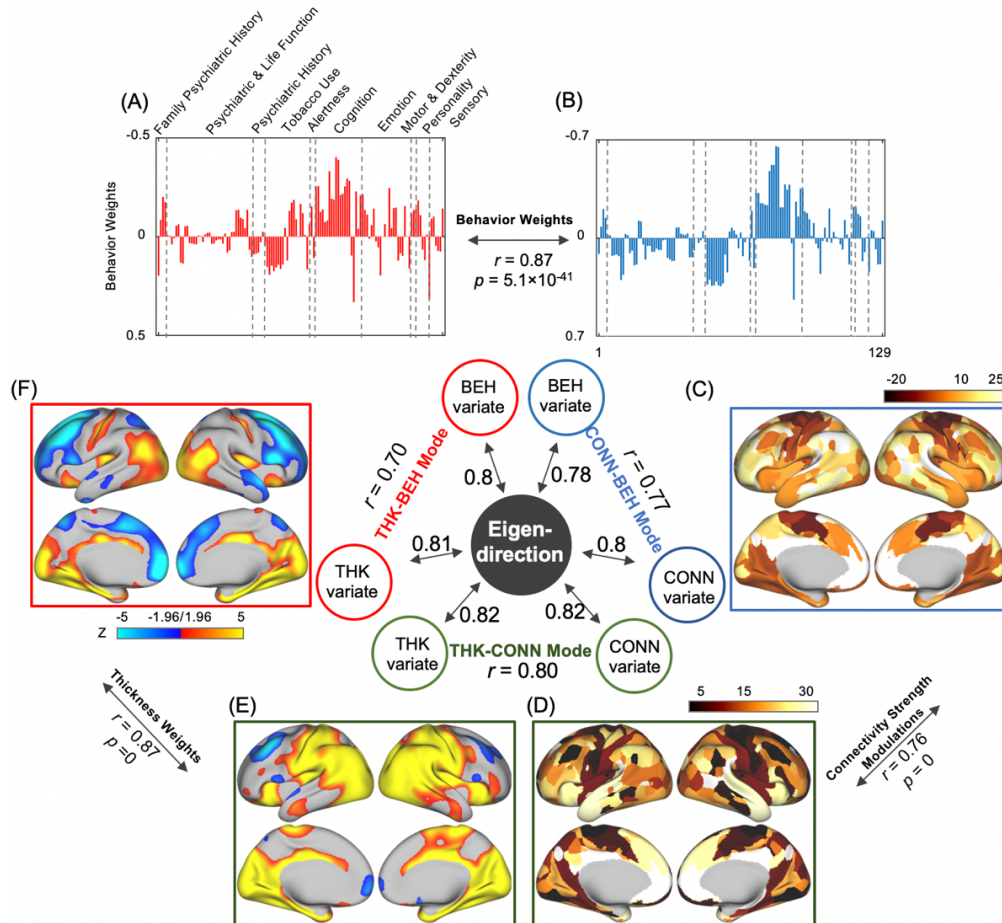 Family Psychiatric History
Psychiatric & Life Function
Psychiatric History
Tobacco Use
Alertness
Cognition
Emotion
Motor & Dexterity
Personality
Sensory
(A)
(B)
-0.5
0
0.5
Behavior Weights
-0.7
0
0.7
1
129
Behavior Weights
r = 0.87
p = 5.1×10⁻⁴¹
(F)
-5 -1.96/1.96 5
Z
(C)
-20 10 25
BEH
variate
BEH
variate
r = 0.70
THK-BEH Mode
CONN-BEH Mode
r = 0.77
0.8
0.78
Eigen-
direction
0.81
0.8
THK
variate
CONN
variate
0.82
0.82
THK
variate
THK-CONN Mode
r = 0.80
CONN
variate
Thickness Weights
r = 0.87
p =0
(E)
(D)
5 15 30
Connectivity Strength
Modulations
r = 0.76
p = 0